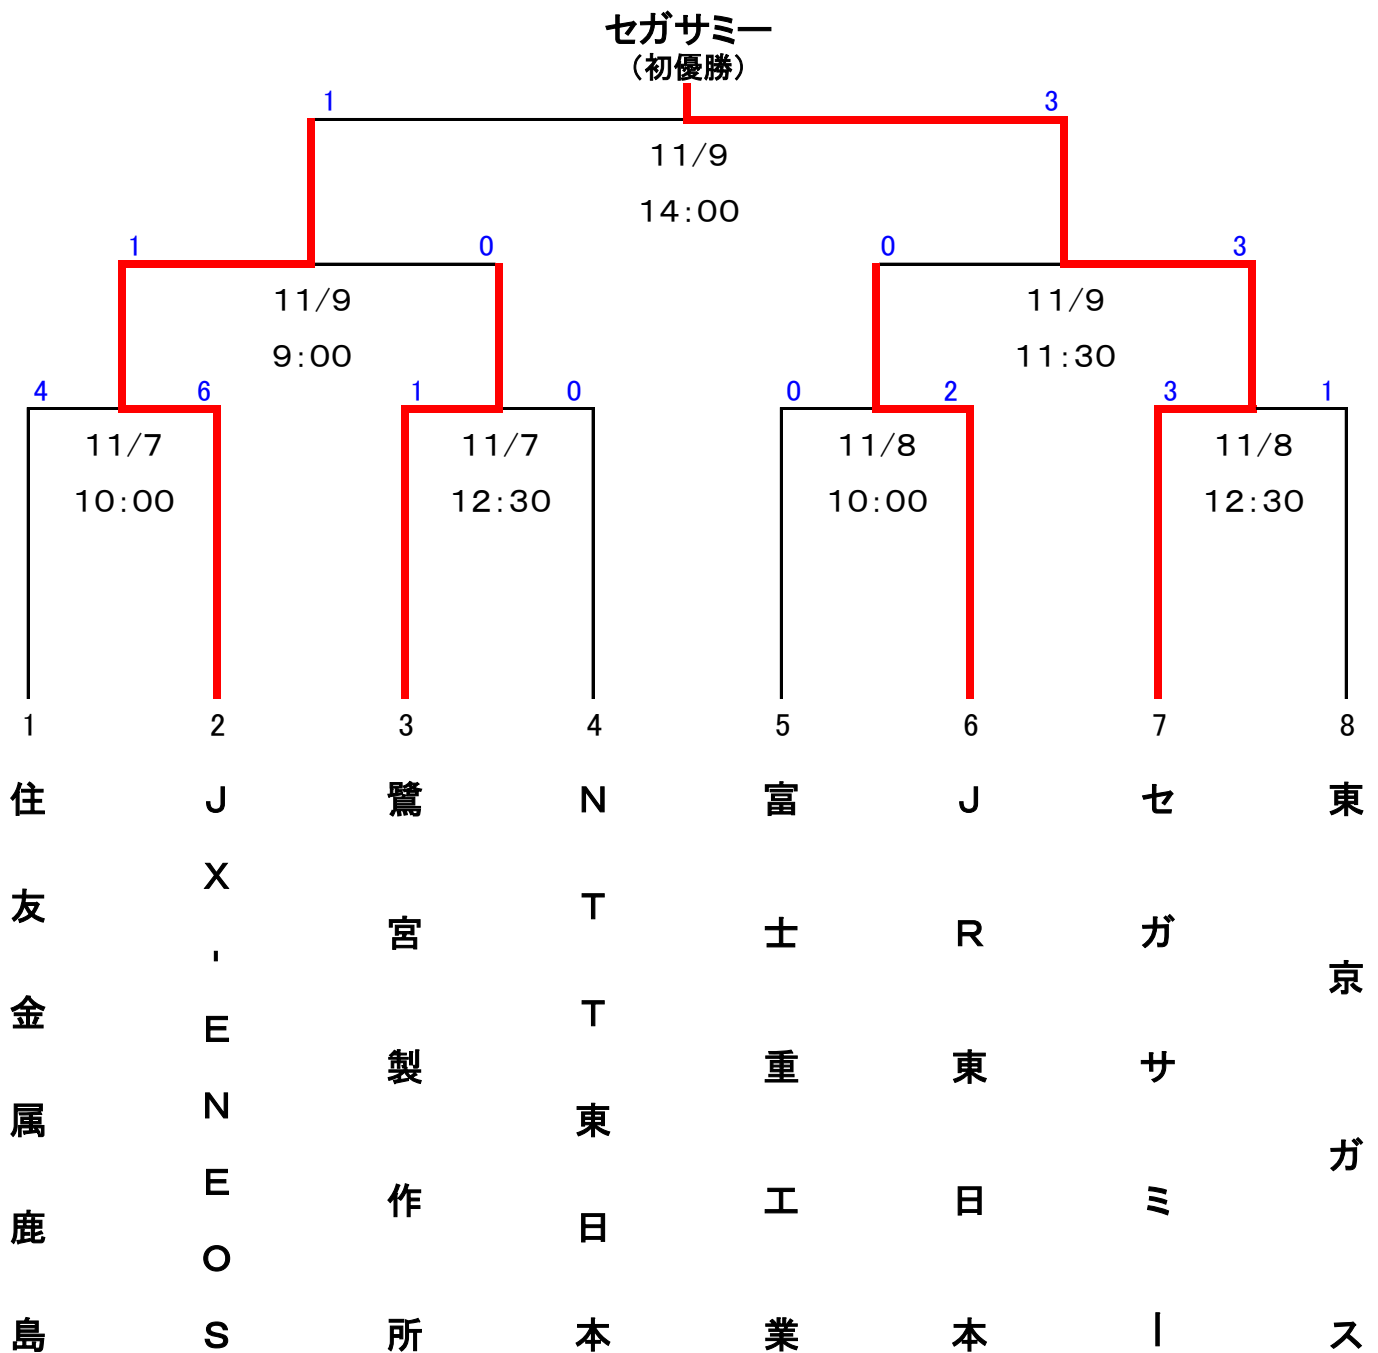 セガサミー
（初優勝）
1 3
11/9
14:00
1 0 0 3
11/9 11/9
9:00 11:30
4 6 1 0 0 2 3 1
11/7 11/7 11/8 11/8
10:00 12:30 10:00 12:30
1 2 3 4 5 6 7 8
住友金属鹿島
JX-ENEOS
鷺宮製作所
NTT東日本
富士重工業
JR東日本
セガサミー
東京ガス